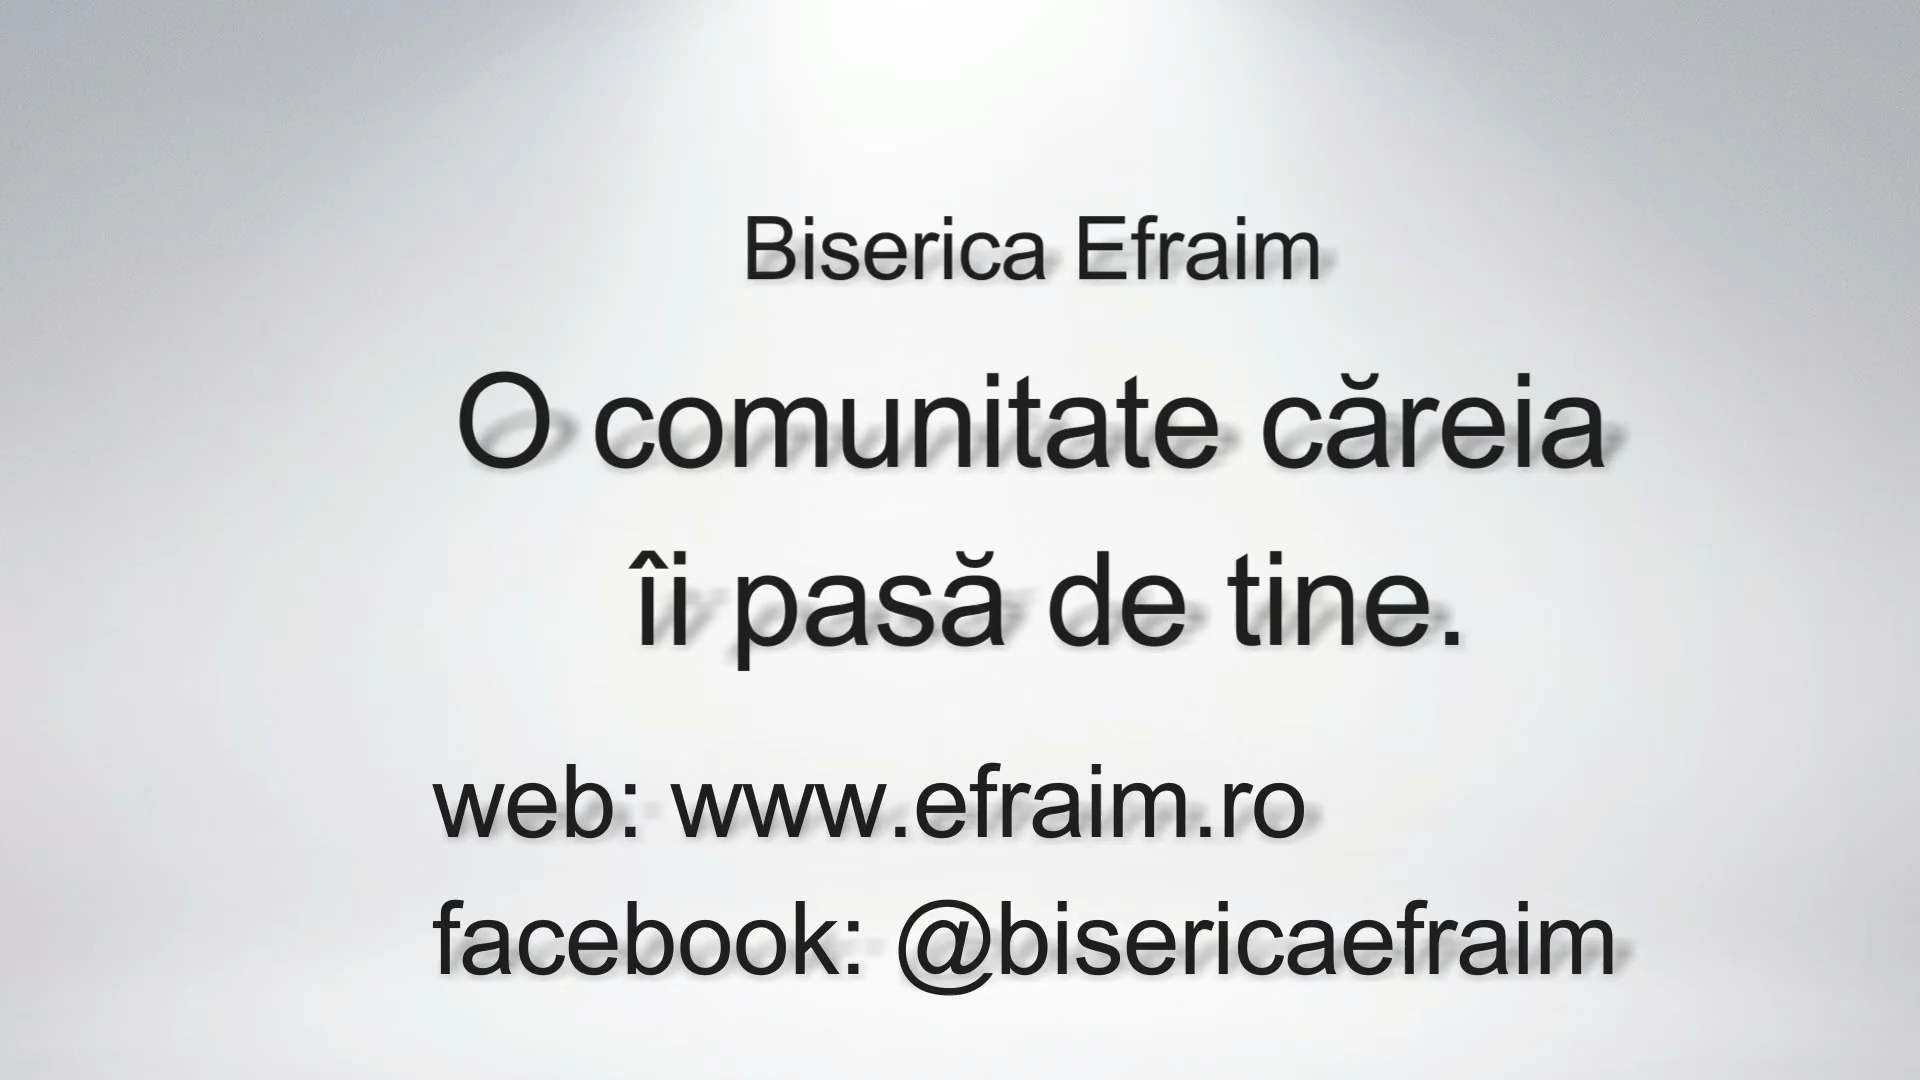 Biserica Efraim
O comunitate căreia
îi pasă de tine.
web: www.efraim.ro
facebook: @bisericaefraim